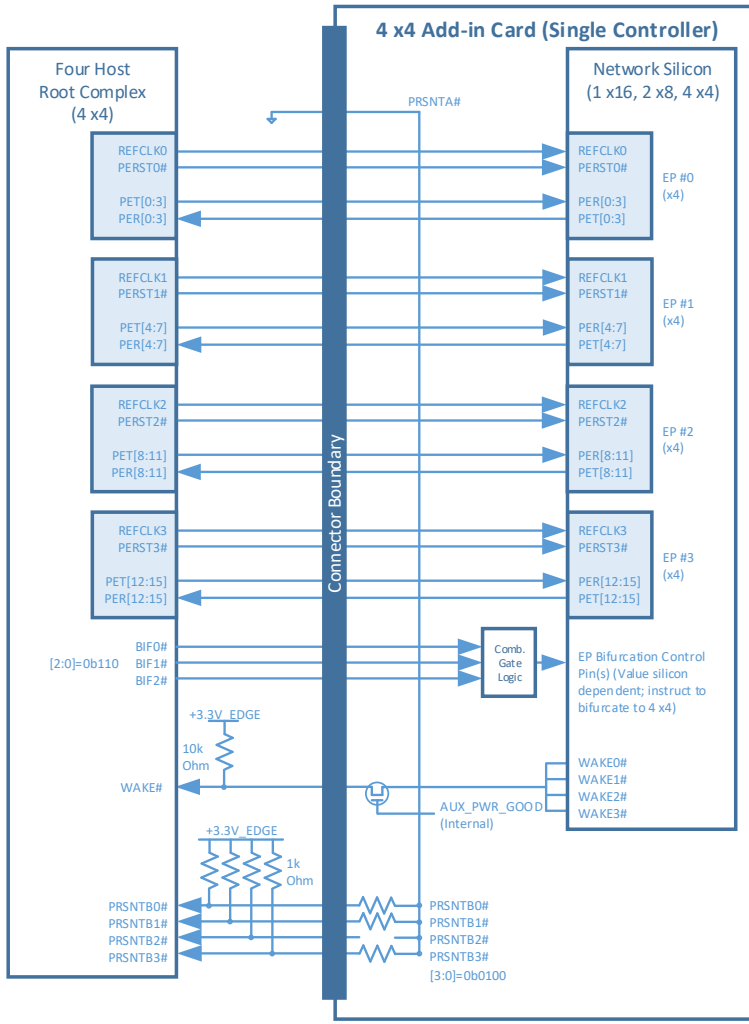 4 x4 Add-in Card (Single Controller)
Four Host
Root Complex
(4 x4)
Network Silicon
(1 x16, 2 x8, 4 x4)
PRSNTA#
REFCLK0
PERST0#
PET[0:3]
PER[0:3]
REFCLK0
PERST0#
PER[0:3]
PET[0:3]
EP #0
(x4)
REFCLK1
PERST1#
PET[4:7]
PER[4:7]
REFCLK1
PERST1#
PER[4:7]
PET[4:7]
EP #1
(x4)
REFCLK2
PERST2#
PET[8:11]
PER[8:11]
REFCLK2
PERST2#
PER[8:11]
PET[8:11]
EP #2
(x4)
Connector Boundary
REFCLK3
PERST3#
PET[12:15]
PER[12:15]
REFCLK3
PERST3#
PER[12:15]
PET[12:15]
EP #3
(x4)
BIF0#
BIF1#
BIF2#
[2:0]=0b110
Comb.
Gate
Logic
EP Bifurcation Control
Pin(s) (Value silicon
dependent; instruct to
bifurcate to 4 x4)
+3.3V_EDGE
10k
Ohm
WAKE#
AUX_PWR_GOOD
(Internal)
WAKE0#
WAKE1#
WAKE2#
WAKE3#
+3.3V_EDGE
1k
Ohm
PRSNTB0#
PRSNTB1#
PRSNTB2#
PRSNTB3#
PRSNTB0#
PRSNTB1#
PRSNTB2#
PRSNTB3#
[3:0]=0b0100